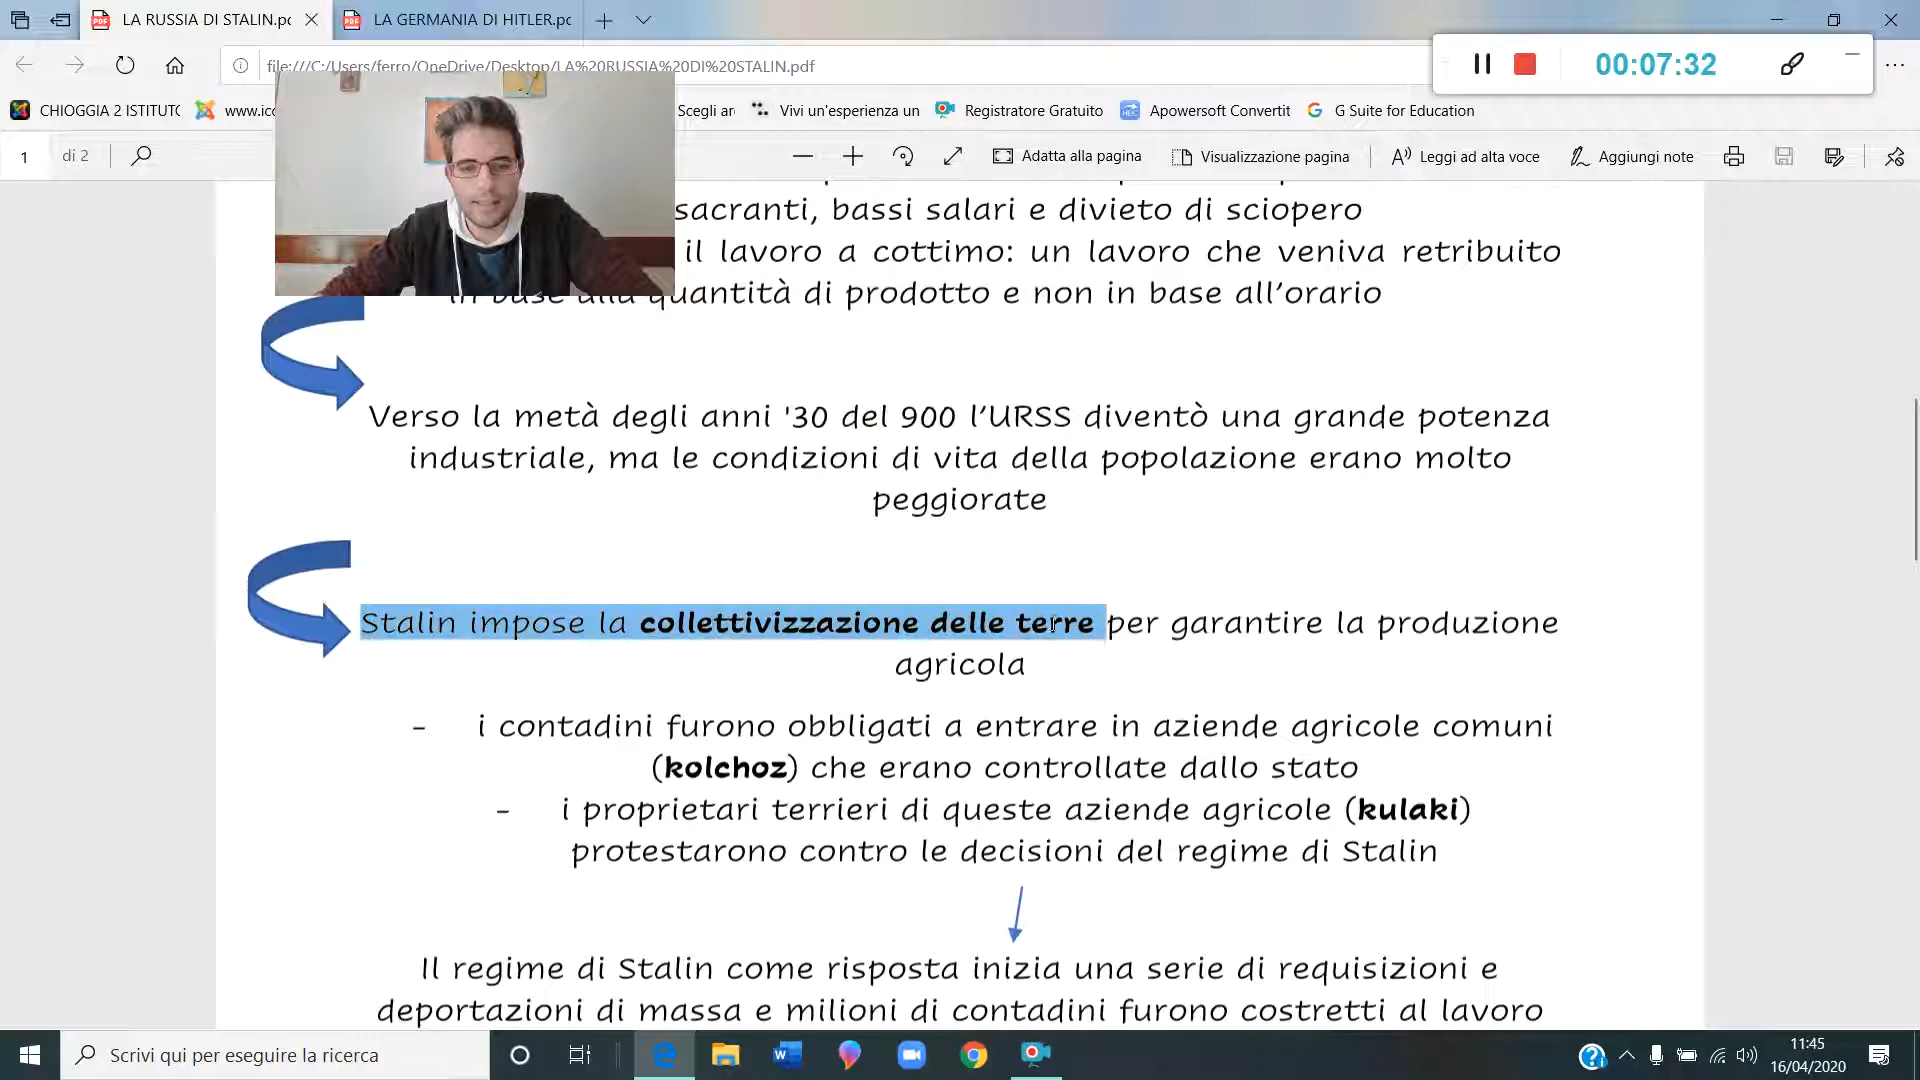 LA RUSSIA DI STALIN.pc
LA GERMANIA DI HITLER.pc
file:///C:/Users/ferro/OneDrive/Desktop/LA%20RUSSIA%20DI%20STALIN.pdf
00:07:32
CHIOGGIA 2 ISTITUTO
www.ico
Scegli ar
Vivi un'esperienza un
Registratore Gratuito
Apowersoft Convertit
G Suite for Education
1 di 2
Adatta alla pagina
Visualizzazione pagina
Leggi ad alta voce
Aggiungi note
sacranti, bassi salari e divieto di sciopero
il lavoro a cottimo: un lavoro che veniva retribuito
in base alla quantità di prodotto e non in base all'orario
Verso la metà degli anni '30 del 900 l'URSS diventò una grande potenza
industriale, ma le condizioni di vita della popolazione erano molto
peggiorate
Stalin impose la collettivizzazione delle terre per garantire la produzione
agricola
- i contadini furono obbligati a entrare in aziende agricole comuni
(kolchoz) che erano controllate dallo stato
- i proprietari terrieri di queste aziende agricole (kulaki)
protestarono contro le decisioni del regime di Stalin
Il regime di Stalin come risposta inizia una serie di requisizioni e
deportazioni di massa e milioni di contadini furono costretti al lavoro
Scrivi qui per eseguire la ricerca
11:45
16/04/2020